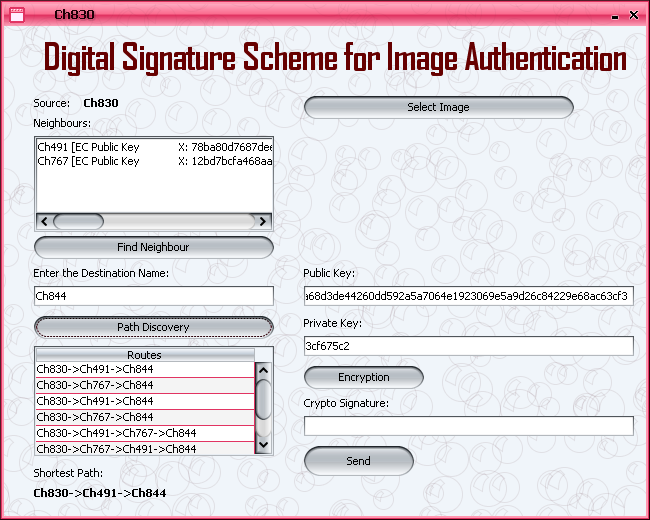 Ch830
Digital Signature Scheme for Image Authentication
Source: Ch830
Neighbours:
Ch491 [EC Public Key X: 78ba80d7687dee
Ch767 [EC Public Key X: 12bd7bcfa468aa
Find Neighbour
Enter the Destination Name:
Ch844
Path Discovery
Routes
Ch830->Ch491->Ch844
Ch830->Ch767->Ch844
Ch830->Ch491->Ch844
Ch830->Ch767->Ch844
Ch830->Ch491->Ch767->Ch844
Ch830->Ch767->Ch491->Ch844
Shortest Path:
Ch830->Ch491->Ch844
Select Image
Public Key:
a68d3de44260dd592a5a7064e1923069e5a9d26c84229e68ac63cf3
Private Key:
3cf675c2
Encryption
Crypto Signature:
Send